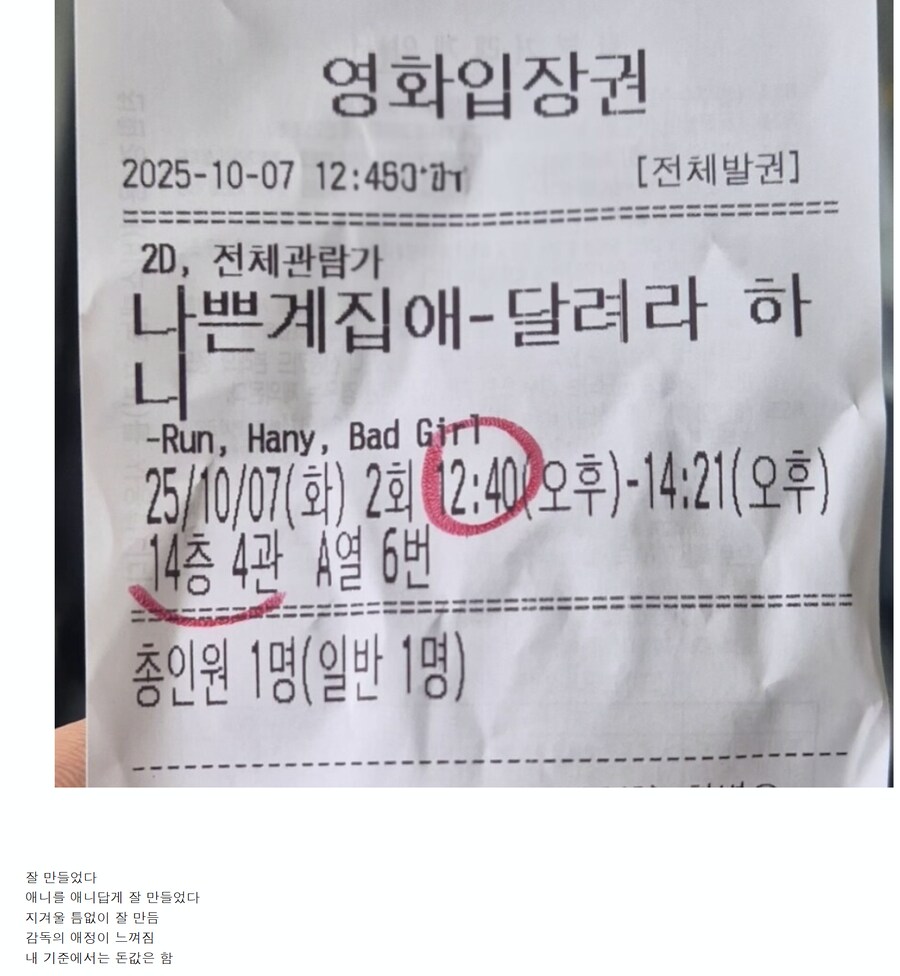 영화입장권
2025-10-07 [전체발권]
2D, 전체관람가
나쁜계집애-달려라 하
니
-Run, Hany, Bad Girl
25/10/07(화) 2회 12:40(오후)-14:21(오후)
14층 4관 A열 6번
총인원 1명(일반 1명)
잘 만들었다
애니를 애니답게 잘 만들었다
지겨울 틈없이 잘 만듬
감독의 애정이 느껴짐
내 기준에서는 돈값은 함